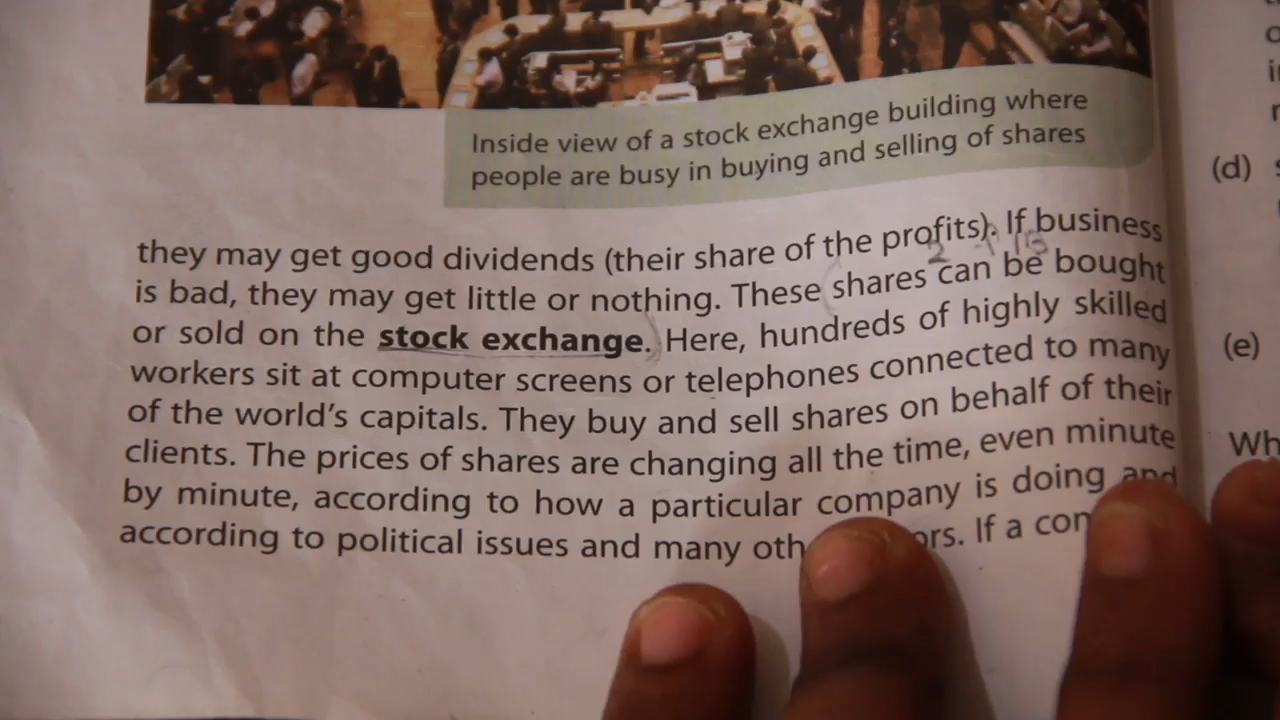 Inside view of a stock exchange building where
people are busy in buying and selling of shares
they may get good dividends (their share of the profits). If business
is bad, they may get little or nothing. These shares can be bought
or sold on the stock exchange. Here, hundreds of highly skilled
workers sit at computer screens or telephones connected to many
of the world's capitals. They buy and sell shares on behalf of their
clients. The prices of shares are changing all the time, even minute
by minute, according to how a particular company is doing and
according to political issues and many If a
(d)
(e)